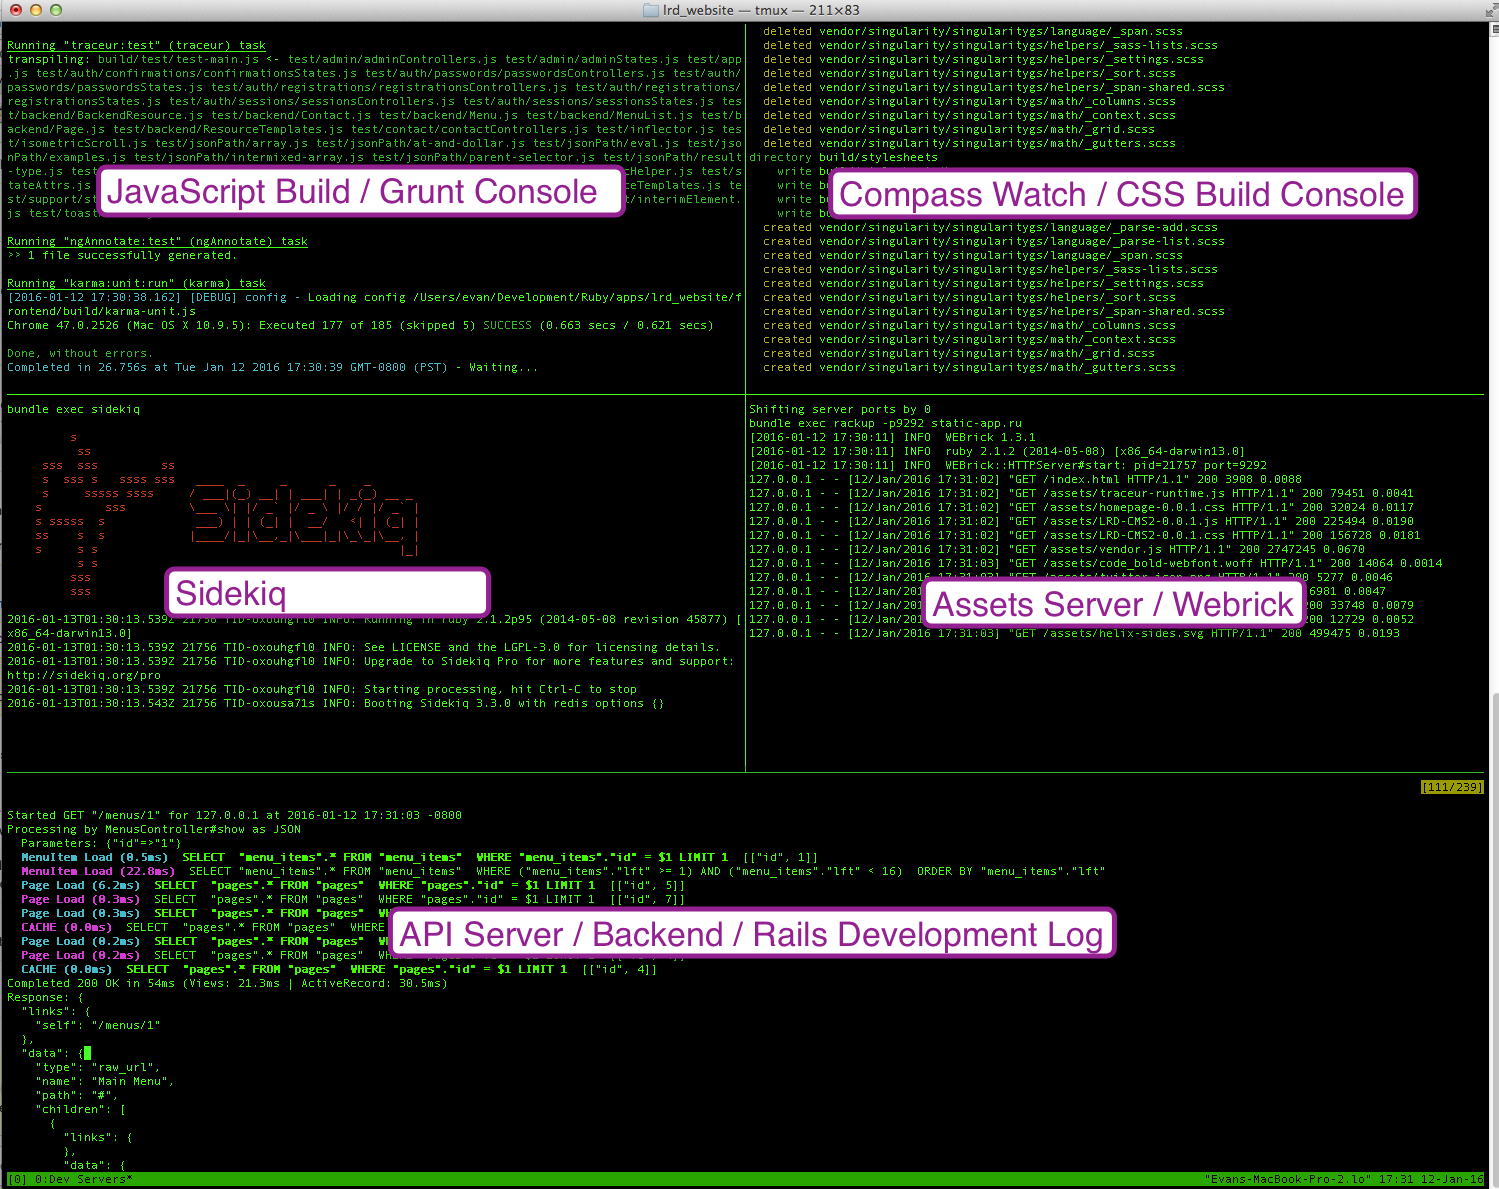 lrd_website — tmux — 211×83
Running "traceur:test" (traceur) task
transpiling: build/test/test-main.js <- test/admin/adminControllers.js test/admin/adminStates.js test/app
.js test/auth/confirmations/confirmationsStates.js test/auth/passwords/passwordsControllers.js test/auth/
passwords/passwordsStates.js test/auth/registrations/registrationsControllers.js test/auth/registrations/
registrationsStates.js test/auth/sessions/sessionsControllers.js test/auth/sessions/sessionsStates.js tes
t/backend/BackendResource.js test/backend/Contact.js test/backend/Menu.js test/backend/MenuList.js test/b
ackend/Page.js test/backend/ResourceTemplates.js test/contact/contactControllers.js test/inflector.js tes
t/isometricScroll.js test/jsonPath/array.js test/jsonPath/at-and-dollar.js test/jsonPath/eval.js test/jso
nPath/examples.js test/jsonPath/intermixed-array.js test/jsonPath/parent-selector.js test/jsonPath/result
-type.js test
cHelper.js test/s
tateAttrs.js
ceTemplates.js te
st/support/st
t/interimElement.
.js test/toast
JavaScript Build / Grunt Console
Running "ngAnnotate:test" (ngAnnotate) task
>> 1 file successfully generated.
Running "karma:unit:run" (karma) task
[2016-01-12 17:30:38.162] [DEBUG] config - Loading config /Users/evan/Development/Ruby/apps/lrd_website/f
rontend/build/karma-unit.js
Chrome 47.0.2526 (Mac OS X 10.9.5): Executed 177 of 185 (skipped 5) SUCCESS (0.663 secs / 0.621 secs)
Done, without errors.
Completed in 26.756s at Tue Jan 12 2016 17:30:39 GMT-0800 (PST) - Waiting...
deleted vendor/singularity/singularitygs/language/_span.scss
deleted vendor/singularity/singularitygs/helpers/_sass-lists.scss
deleted vendor/singularity/singularitygs/helpers/_settings.scss
deleted vendor/singularity/singularitygs/helpers/_sort.scss
deleted vendor/singularity/singularitygs/helpers/_span-shared.scss
deleted vendor/singularity/singularitygs/math/_columns.scss
deleted vendor/singularity/singularitygs/math/_context.scss
deleted vendor/singularity/singularitygs/math/_grid.scss
deleted vendor/singularity/singularitygs/math/_gutters.scss
directory build/stylesheets
write
write
write
write
Compass Watch / CSS Build Console
created vendor/singularity/singularitygs/language/_parse-add.scss
created vendor/singularity/singularitygs/language/_parse-list.scss
created vendor/singularity/singularitygs/language/_span.scss
created vendor/singularity/singularitygs/helpers/_sass-lists.scss
created vendor/singularity/singularitygs/helpers/_settings.scss
created vendor/singularity/singularitygs/helpers/_sort.scss
created vendor/singularity/singularitygs/helpers/_span-shared.scss
created vendor/singularity/singularitygs/math/_columns.scss
created vendor/singularity/singularitygs/math/_context.scss
created vendor/singularity/singularitygs/math/_grid.scss
created vendor/singularity/singularitygs/math/_gutters.scss
bundle exec sidekiq
Sidekiq
Sidekiq
2016-01-13T01:30:13.539Z 21756 TID-oxouhgfl0 INFO: Running in ruby 2.1.2p95 (2014-05-08 revision 45877) [
x86_64-darwin13.0]
2016-01-13T01:30:13.539Z 21756 TID-oxouhgfl0 INFO: See LICENSE and the LGPL-3.0 for licensing details.
2016-01-13T01:30:13.539Z 21756 TID-oxouhgfl0 INFO: Upgrade to Sidekiq Pro for more features and support:
http://sidekiq.org/pro
2016-01-13T01:30:13.539Z 21756 TID-oxouhgfl0 INFO: Starting processing, hit Ctrl-C to stop
2016-01-13T01:30:13.543Z 21756 TID-oxousa71s INFO: Booting Sidekiq 3.3.0 with redis options {}
Shifting server ports by 0
bundle exec rackup -p9292 static-app.ru
[2016-01-12 17:30:11] INFO  WEBrick 1.3.1
[2016-01-12 17:30:11] INFO  ruby 2.1.2 (2014-05-08) [x86_64-darwin13.0]
[2016-01-12 17:30:11] INFO  WEBrick::HTTPServer#start: pid=21757 port=9292
127.0.0.1 - - [12/Jan/2016 17:31:02] "GET /index.html HTTP/1.1" 200 3908 0.0088
127.0.0.1 - - [12/Jan/2016 17:31:02] "GET /assets/traceur-runtime.js HTTP/1.1" 200 79451 0.0041
127.0.0.1 - - [12/Jan/2016 17:31:02] "GET /assets/homepage-0.0.1.css HTTP/1.1" 200 32024 0.0117
127.0.0.1 - - [12/Jan/2016 17:31:02] "GET /assets/LRD-CMS2-0.0.1.js HTTP/1.1" 200 225494 0.0190
127.0.0.1 - - [12/Jan/2016 17:31:02] "GET /assets/LRD-CMS2-0.0.1.css HTTP/1.1" 200 156728 0.0181
127.0.0.1 - - [12/Jan/2016 17:31:02] "GET /assets/vendor.js HTTP/1.1" 200 2747245 0.0670
127.0.0.1 - - [12/Jan/2016 17:31:03] "GET /assets/code_bold-webfont.woff HTTP/1.1" 200 14064 0.0014
127.0.0.1 - - [12/Jan/2016 17:31:03] "GET /assets/twitter-icon.png HTTP/1.1" 200 5277 0.0046
127.0.0.1 - - [12/Jan/2016 6981 0.0047
127.0.0.1 - - [12/Jan/2016 200 33748 0.0079
127.0.0.1 - - [12/Jan/2016 200 12729 0.0052
127.0.0.1 - - [12/Jan/2016 17:31:03] "GET /assets/helix-sides.svg HTTP/1.1" 200 499475 0.0193
Assets Server / Webrick
[111/239]
Started GET "/menus/1" for 127.0.0.1 at 2016-01-12 17:31:03 -0800
Processing by MenusController#show as JSON
Parameters: {"id"=>"1"}
MenuItem Load (0.5ms)  SELECT  "menu_items".* FROM "menu_items"  WHERE "menu_items"."id" = $1 LIMIT 1  [["id", 1]]
MenuItem Load (22.8ms)  SELECT "menu_items".* FROM "menu_items"  WHERE ("menu_items"."lft" >= 1) AND ("menu_items"."lft" < 16)  ORDER BY "menu_items"."lft"
Page Load (6.2ms)  SELECT  "pages".* FROM "pages"  WHERE "pages"."id" = $1 LIMIT 1  [["id", 5]]
Page Load (0.3ms)  SELECT  "pages".* FROM "pages"  WHERE "pages"."id" = $1 LIMIT 1  [["id", 7]]
Page Load (0.3ms)  SELECT  "pages".* FROM "pages"
CACHE (0.0ms)  SELECT  "pages".* FROM "pages"  WHERE
Page Load (0.2ms)  SELECT  "pages".* FROM "pages"
Page Load (0.2ms)  SELECT  "pages".* FROM "pages"
CACHE (0.0ms)  SELECT  "pages".* FROM "pages"  WHERE "pages"."id" = $1 LIMIT 1  [["id", 4]]
API Server / Backend / Rails Development Log
Completed 200 OK in 54ms (Views: 21.3ms | ActiveRecord: 30.5ms)
Response: {
"links": {
"self": "/menus/1"
},
"data": {
"type": "raw_url",
"name": "Main Menu",
"path": "#",
"children": [
{
"links": {
},
"data": {
[0] 0:Dev Servers*
"Evans-MacBook-Pro-2.lo" 17:31 12-Jan-16